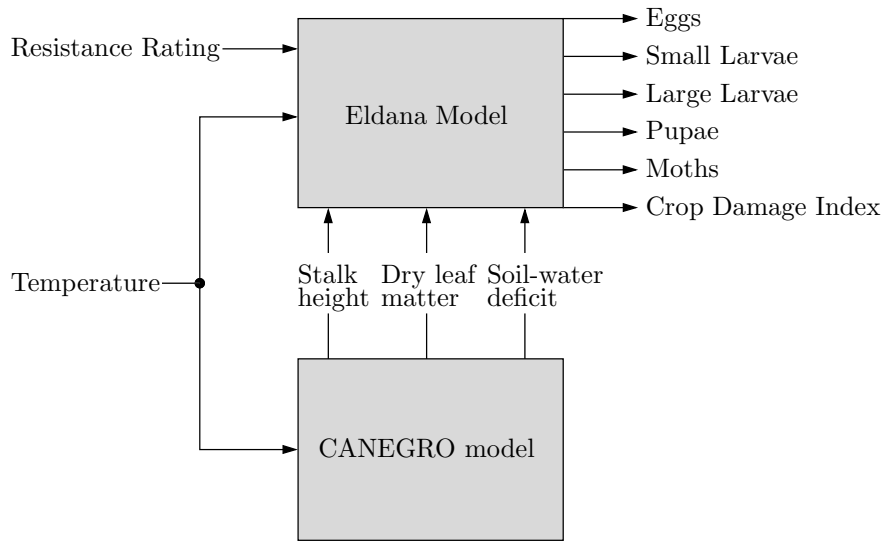 Eggs
Resistance Rating
Small Larvae
Large Larvae
Eldana Model
Pupae
Moths
Crop Damage Index
Temperature
Stalk
height
Dry leaf
matter
Soil-water
deficit
CANEGRO model